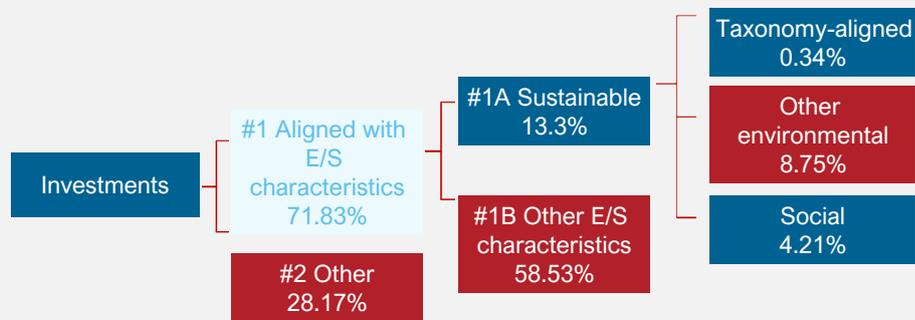 Investments
#1 Aligned with
E/S
characteristics
71.83%
#2 Other
28.17%
#1A Sustainable
13.3%
#1B Other E/S
characteristics
58.53%
Taxonomy-aligned
0.34%
Other
environmental
8.75%
Social
4.21%